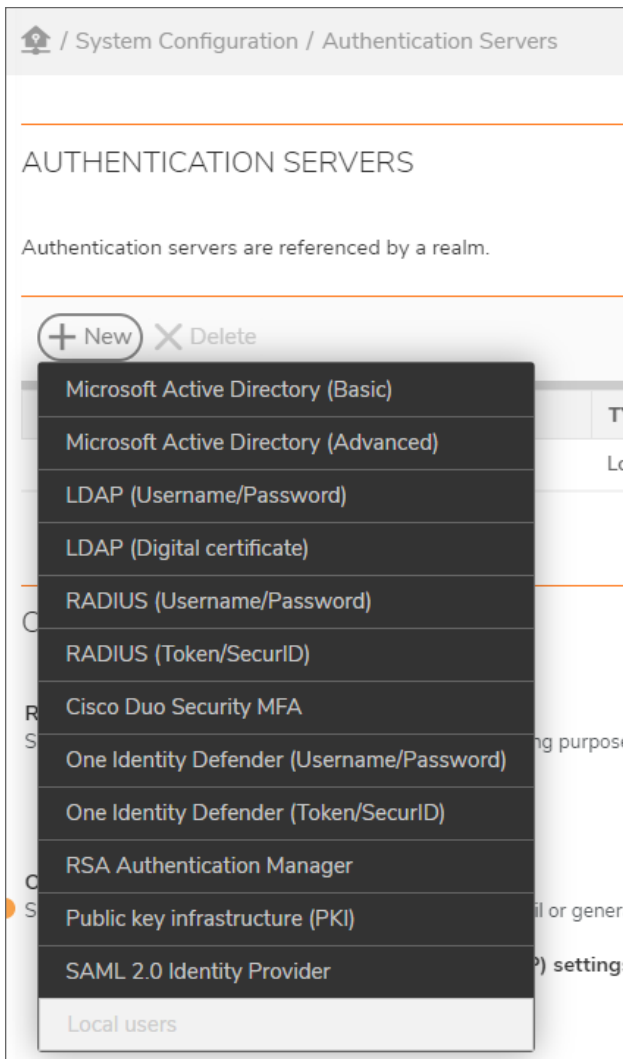 / System Configuration / Authentication Servers
AUTHENTICATION SERVERS
Authentication servers are referenced by a realm.
New Delete
Microsoft Active Directory (Basic)
Microsoft Active Directory (Advanced)
LDAP (Username/Password)
LDAP (Digital certificate)
RADIUS (Username/Password)
RADIUS (Token/SecurID)
Cisco Duo Security MFA
One Identity Defender (Username/Password)
One Identity Defender (Token/SecurID)
RSA Authentication Manager
Public key infrastructure (PKI)
SAML 2.0 Identity Provider
Local users